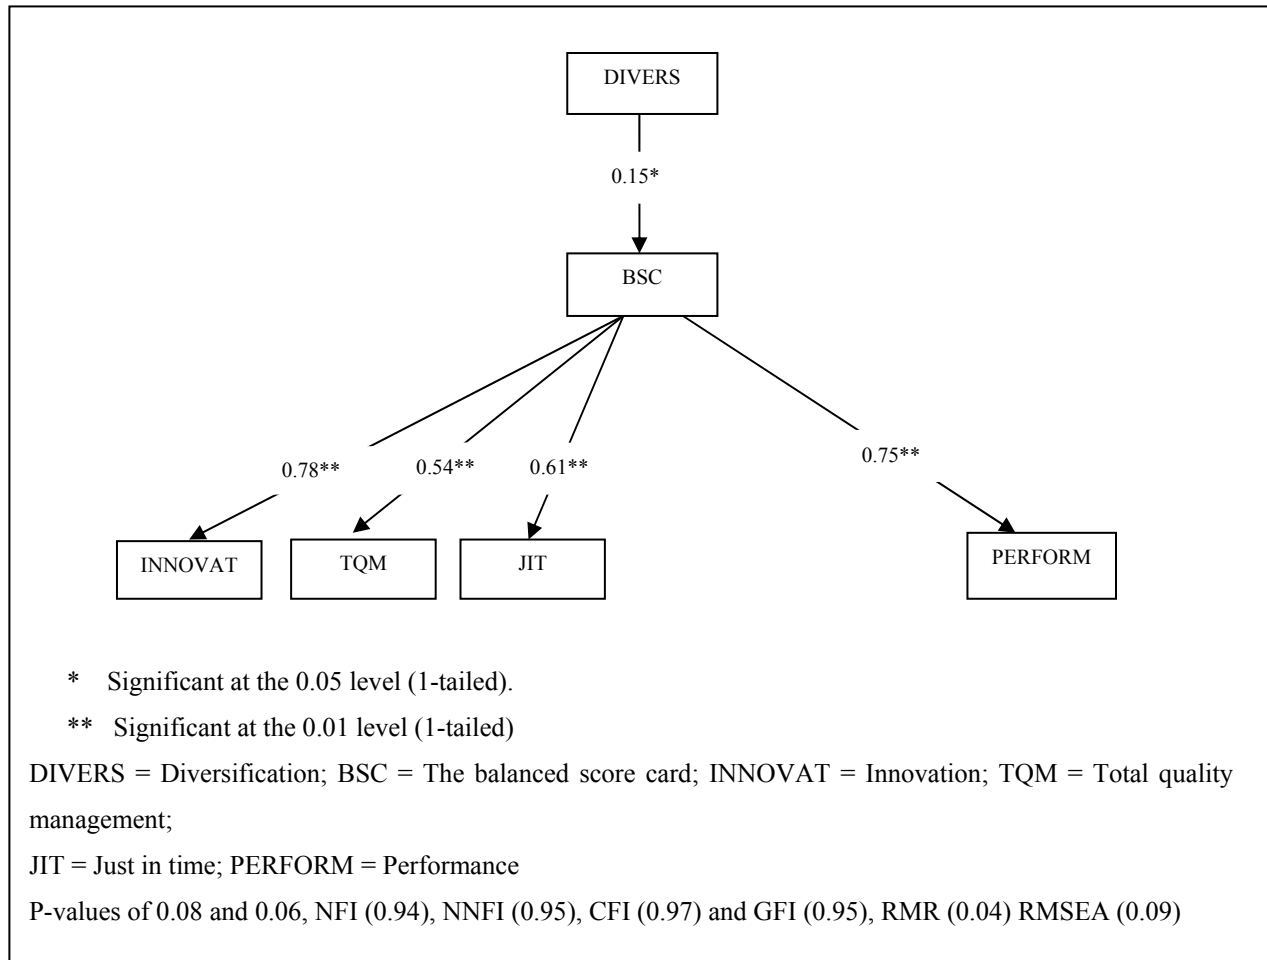 DIVERS
0.15*
BSC
0.78** 0.54** 0.61** 0.75**
INNOVAT TQM JIT PERFORM
* Significant at the 0.05 level (1-tailed).
** Significant at the 0.01 level (1-tailed)
DIVERS = Diversification; BSC = The balanced score card; INNOVAT = Innovation; TQM = Total quality
management;
JIT = Just in time; PERFORM = Performance
P-values of 0.08 and 0.06, NFI (0.94), NNFI (0.95), CFI (0.97) and GFI (0.95), RMR (0.04) RMSEA (0.09)